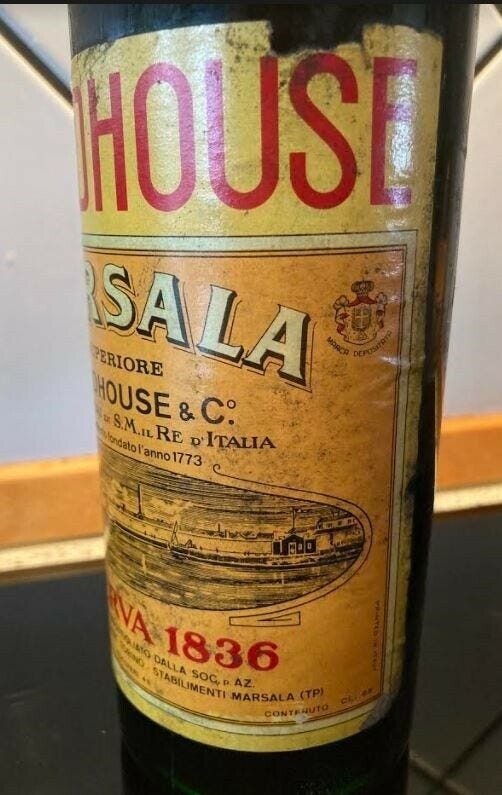 DHOUSE
RSALA
MARCA DEPOSITATA
PERIORE
DHOUSE & C.º
S.M. IL RE D'ITALIA
fondato l'anno 1773
RVA 1836
DALLA SOC. P. AZ.
TORINO - STABILIMENTI MARSALA (TP)
CONTENUTO CL.